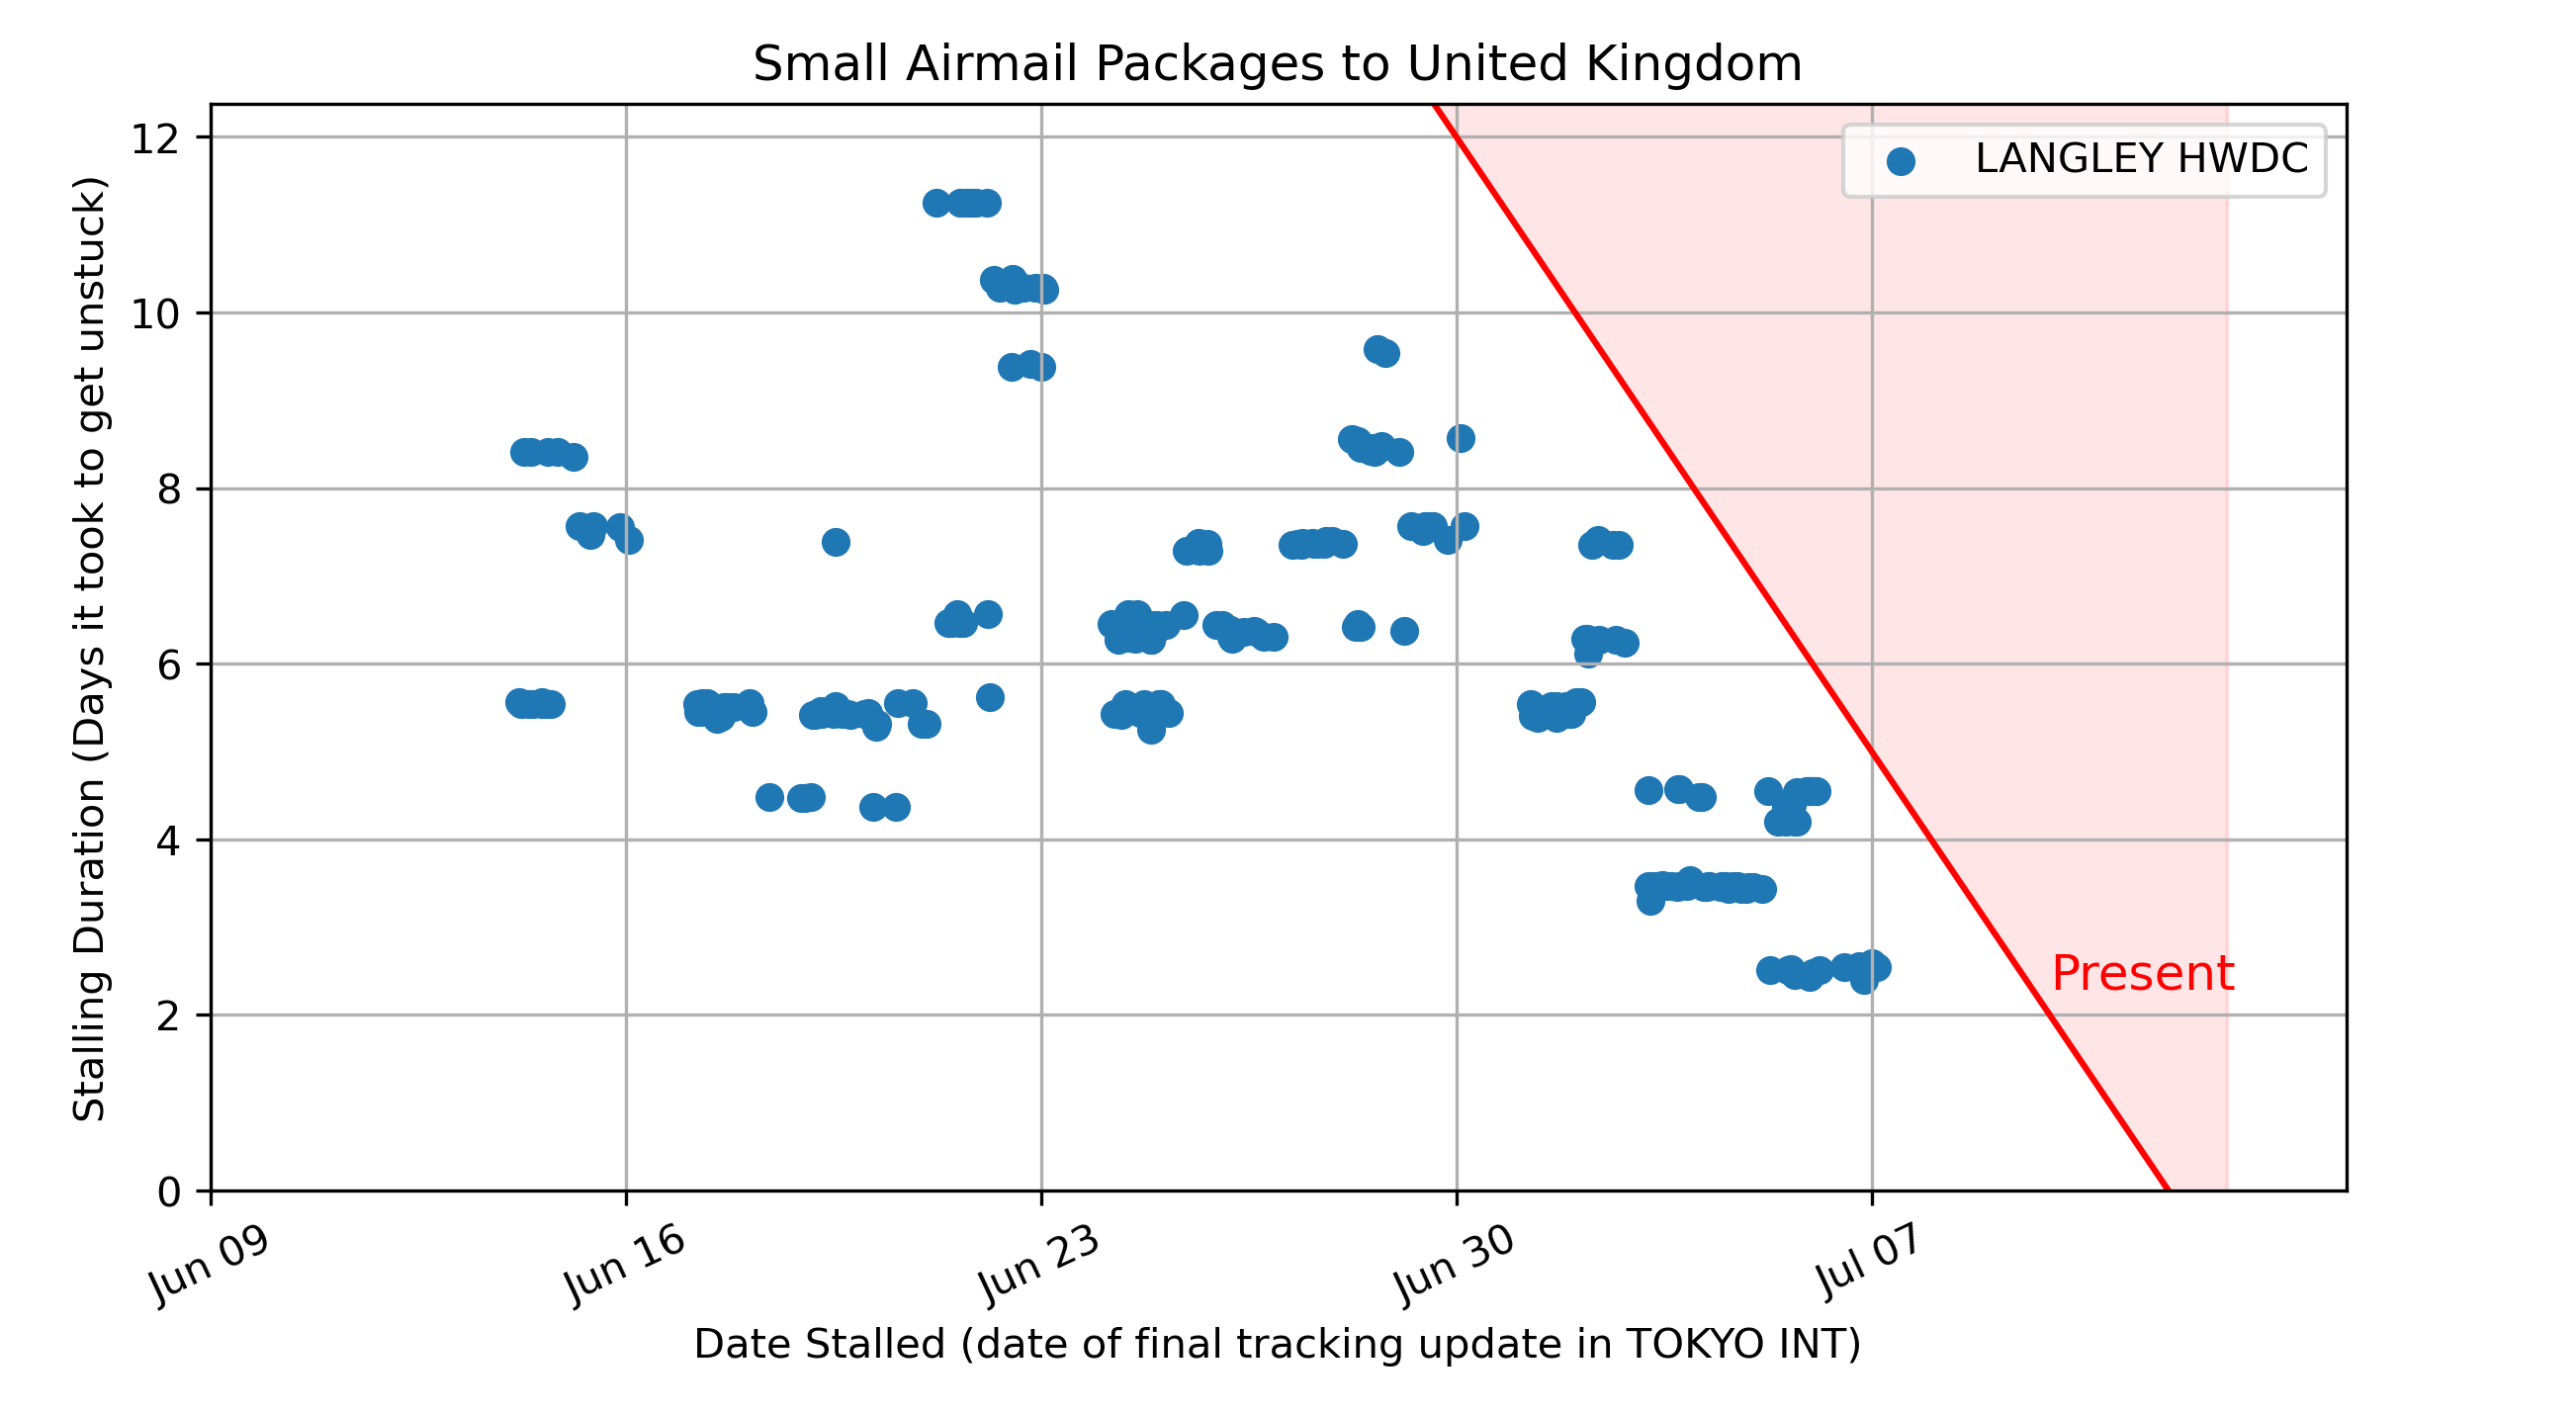 Small Airmail Packages to United Kingdom
LANGLEY HWDC
Stalling Duration (Days it took to get unstuck)
12
10
8
6
4
2
0
Present
Jun 09
Jun 16
Jun 23
Jun 30
Jul 07
Date Stalled (date of final tracking update in TOKYO INT)